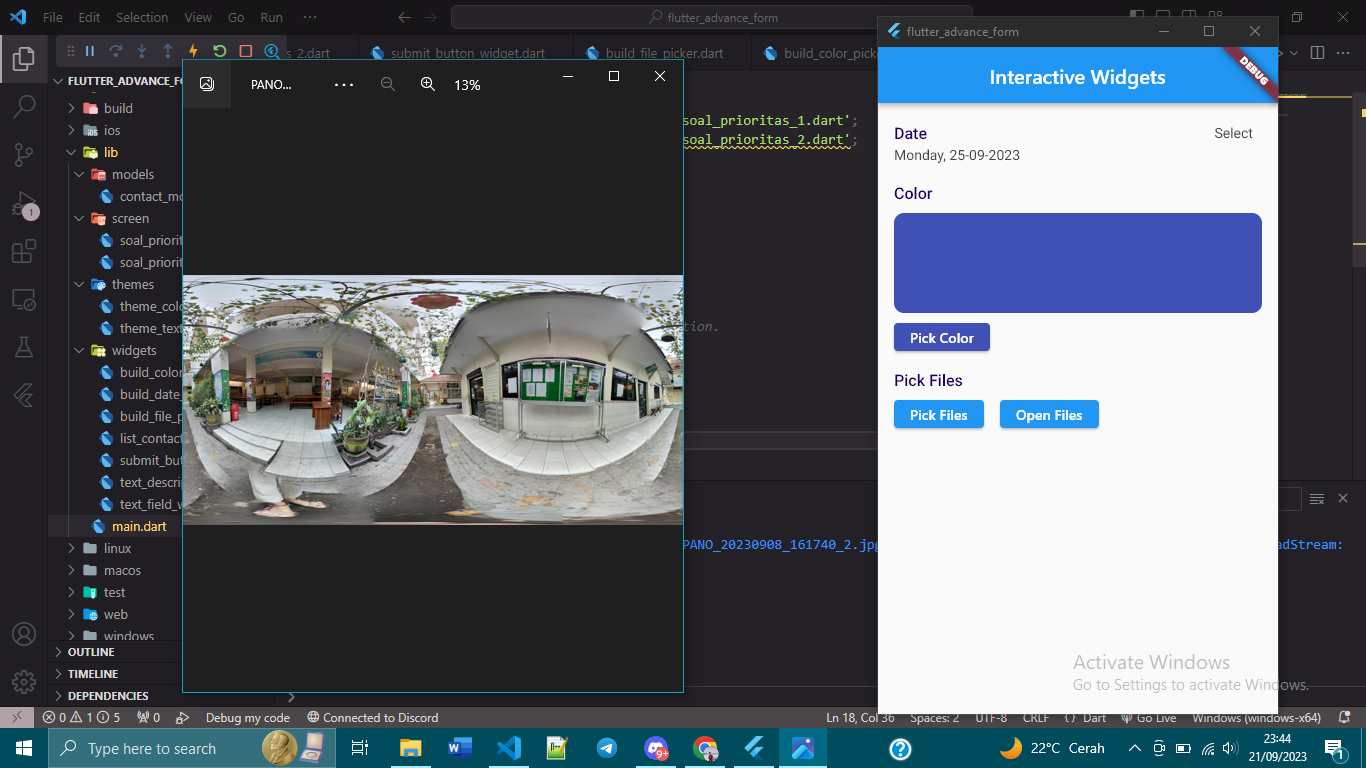 File Edit Selection View Go Run ···
flutter_advance_form
s_2.dart submit_button_widget.dart build_file_picker.dart build_color_pick
FLUTTER_ADVANCE_FO
build
ios
lib
models
contact_mo
screen
soal_priorit
soal_priorit
themes
theme_colo
theme_text
widgets
build_color
build_date_
build_file_p
list_contact
submit_but
text_descri
text_field_w
main.dart
linux
macos
test
web
windows
OUTLINE
TIMELINE
DEPENDENCIES
PANO... ··· 13%
soal_prioritas_1.dart';
soal_prioritas_2.dart';
ction.
PANO_20230908_161740_2.jpg
adStream:
flutter_advance_form
Interactive Widgets
DEBUG
Date Select
Monday, 25-09-2023
Color
Pick Color
Pick Files
Pick Files Open Files
Activate Windows
Go to Settings to activate Windows.
0 1 5 0 Debug my code Connected to Discord Ln 18, Col 36 Spaces: 2 UTF-8 CRLF {} Dart Go Live Windows (windows-x64)
Type here to search 9+ 22°C Cerah 23:44
21/09/2023 1